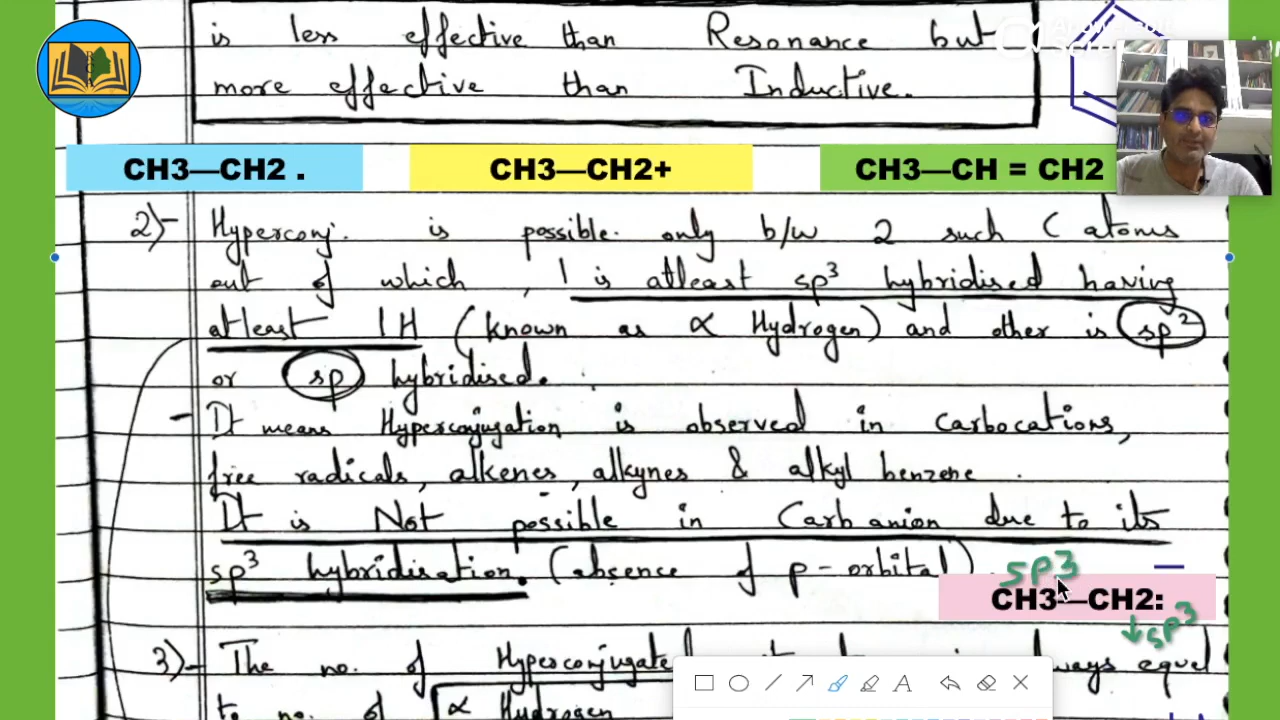 is less effective than Resonance but
more effective than Inductive.
CH3—CH2 .
CH3—CH2+
CH3—CH = CH2
2)- Hyperconj. is possible only b/w 2 such C atoms
out of which, 1 is atleast sp³ hybridised having
atleast 1H (known as α Hydrogen) and other is sp²
or sp hybridised.
- It means Hyperconjugation is observed in carbocations,
free radicals, alkenes, alkynes & alkyl benzene.
It is Not possible in Carbanion due to its
sp³ hybridisation. (absence of p-orbital)
SP3
CH3—CH2:
↓sp³
3)- The no. of Hyperconjugated always equal
to no. of α Hydrogen
A